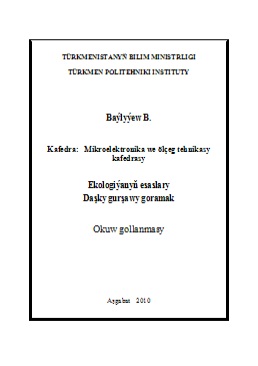 TÜRKMENISTANYŇ BILIM MINISTRLIGI
TÜRKMEN POLITEHNIKI INSTITUTY
Baýlyýew B.
Kafedra: Mikroelektronika we ölçeg tehnikasy
kafedrasy
Ekologiýanyň esaslary
Daşky gurşawy goramak
Okuw gollanmasy
Aşgabat 2010